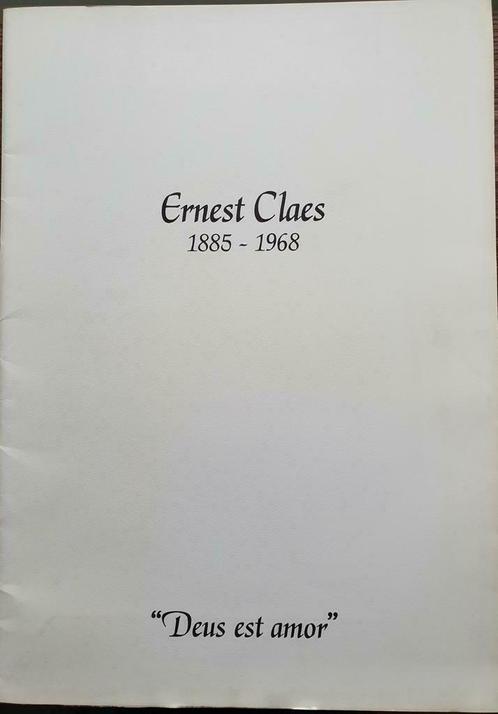 Ernest Claes
1885 - 1968
“Deus est amor”